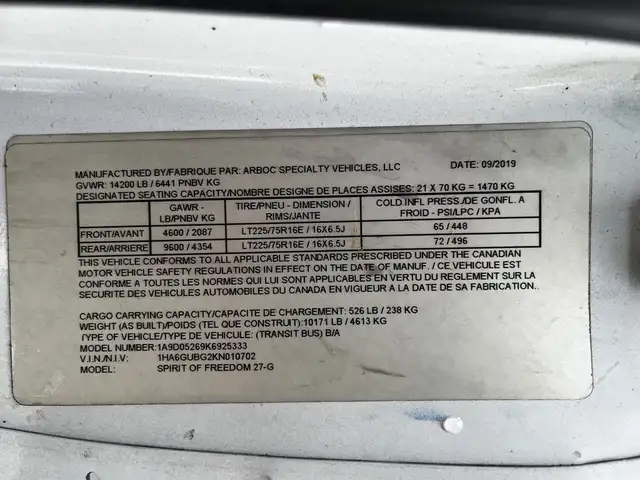 MANUFACTURED BY/FABRIQUE PAR: ARBOC SPECIALTY VEHICLES, LLC DATE: 09/2019
GVWR: 14200 LB / 6441 PNBV KG
DESIGNATED SEATING CAPACITY/NOMBRE DESIGNE DE PLACES ASSISES: 21 X 70 KG = 1470 KG
GAWR - LB/PNBV KG TIRE/PNEU - DIMENSION / RIMS/JANTE COLD INFL PRESS./DE GONFL. A FROID - PSI/LPC / KPA
FRONT/AVANT 4600 / 2087 LT225/75R16E / 16X6.5J 65 / 448
REAR/ARRIERE 9600 / 4354 LT225/75R16E / 16X6.5J 72 / 496
THIS VEHICLE CONFORMS TO ALL APPLICABLE STANDARDS PRESCRIBED UNDER THE CANADIAN
MOTOR VEHICLE SAFETY REGULATIONS IN EFFECT ON THE DATE OF MANUF. / CE VEHICULE EST
CONFORME A TOUTES LES NORMES QUI LUI SONT APPLICABLES EN VERTU DU REGLEMENT SUR LA
SECURITE DES VEHICULES AUTOMOBILES DU CANADA EN VIGUEUR A LA DATE DE SA FABRICATION.
CARGO CARRYING CAPACITY/CAPACITE DE CHARGEMENT: 526 LB / 238 KG
WEIGHT (AS BUILT)/POIDS (TEL QUE CONSTRUIT):10171 LB / 4613 KG
TYPE OF VEHICLE/TYPE DE VEHICULE: (TRANSIT BUS) B/A
MODEL NUMBER:1A9D05269K6925333
V.I.N./N.I.V: 1HA6GUBG2KN010702
MODEL: SPIRIT OF FREEDOM 27-G